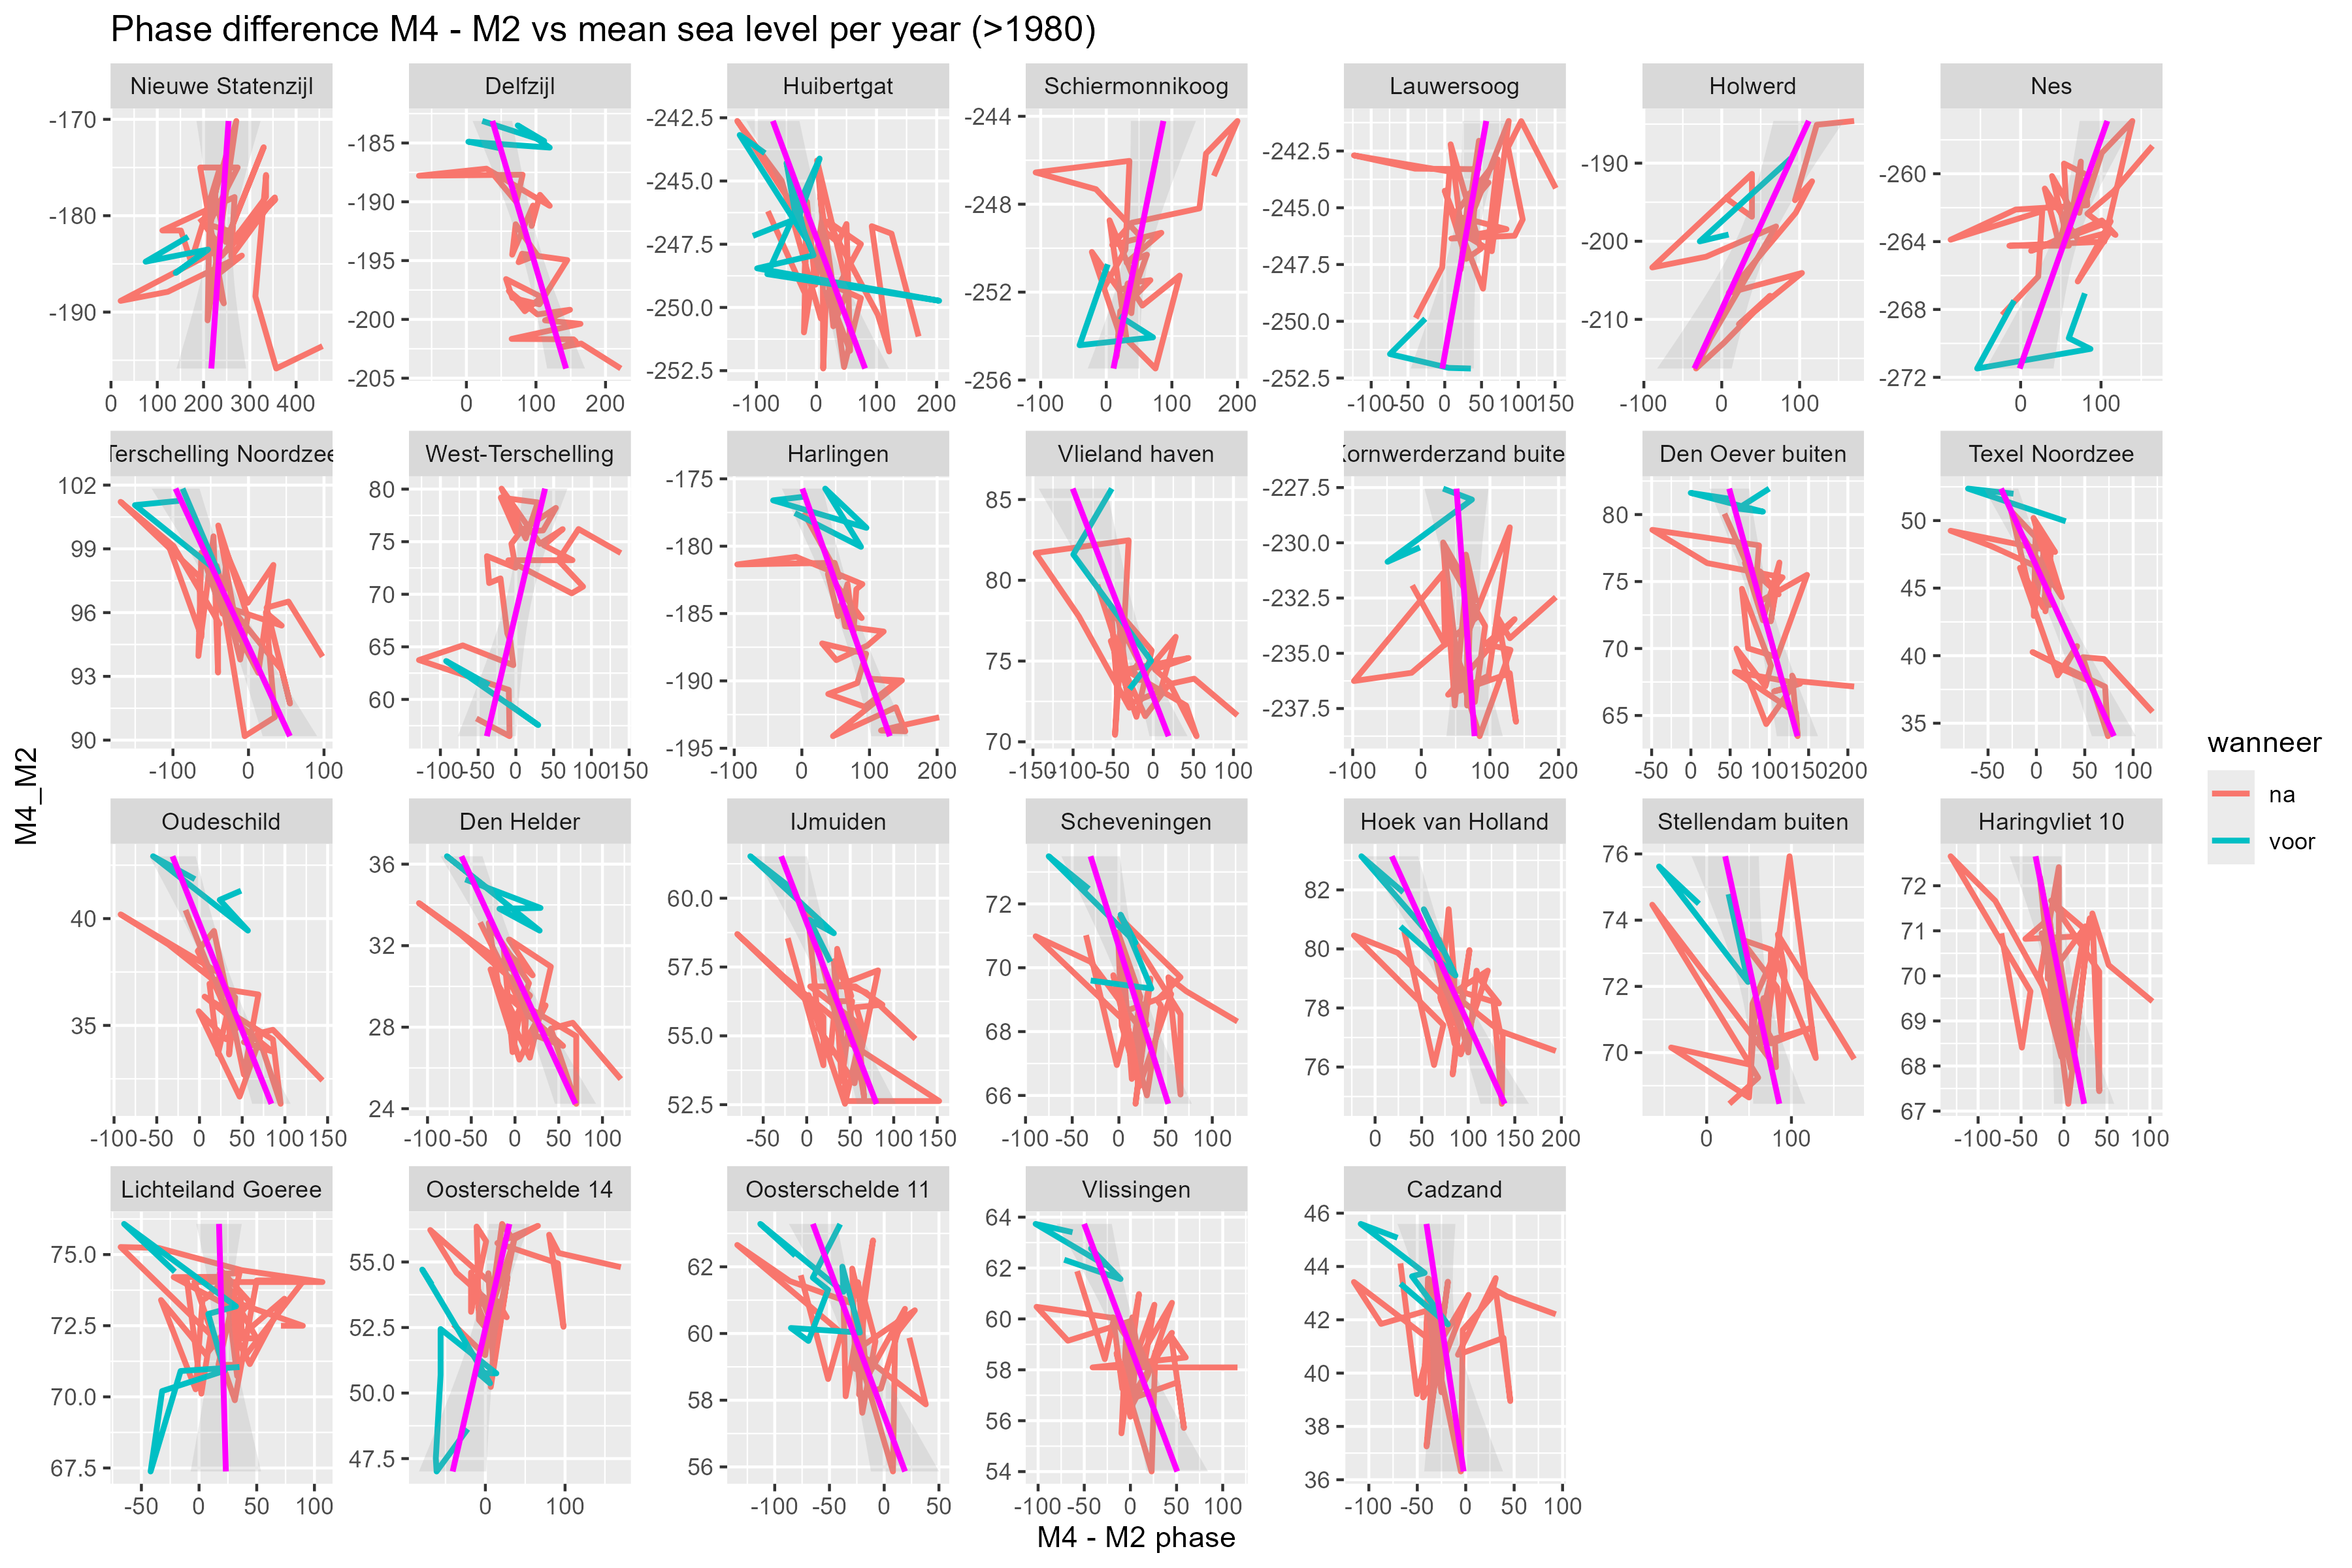 Phase difference M4 - M2 vs mean sea level per year (>1980)
Nieuwe Statenzijl Delfzijl Huibertgat Schiermonnikoog Lauwersoog Holwerd Nes
-170 -180 -190
0 100 200 300 400
-185 -190 -195 -200 -205
0 100 200
-242.5 -245.0 -247.5 -250.0 -252.5
-100 0 100 200
-244 -248 -252 -256
-100 0 100 200
-242.5 -245.0 -247.5 -250.0 -252.5
-100 -50 0 50 100 150
-190 -200 -210
-100 0 100
-260 -264 -268 -272
0 100
Terschelling Noordzee West-Terschelling Harlingen Vlieland haven Kornwerderzand buite Den Oever buiten Texel Noordzee
102 99 96 93 90
-100 0 100
80 75 70 65 60
-100 -50 0 50 100 150
-175 -180 -185 -190 -195
-100 0 100 200
85 80 75 70
-150 -100 -50 0 50 100
-227.5 -230.0 -232.5 -235.0 -237.5
-100 0 100 200
80 75 70 65
-50 0 50 100 150 200
50 45 40 35
-50 0 50 100
Oudeschild Den Helder IJmuiden Scheveningen Hoek van Holland Stellendam buiten Haringvliet 10
40 35
-100 -50 0 50 100 150
36 32 28 24
-100 -50 0 50 100
60.0 57.5 55.0 52.5
-50 0 50 100 150
72 70 68 66
-100 -50 0 50 100
82 80 78 76
0 50 100 150 200
76 74 72 70
0 100
72 71 70 69 68 67
-100 -50 0 50 100
Lichteiland Goeree Oosterschelde 14 Oosterschelde 11 Vlissingen Cadzand
75.0 72.5 70.0 67.5
-50 0 50 100
55.0 52.5 50.0 47.5
0 100
62 60 58 56
-100 -50 0 50
64 62 60 58 56 54
-100 -50 0 50 100
46 44 42 40 38 36
-100 -50 0 50 100
M4_M2
M4 - M2 phase
wanneer
na
voor